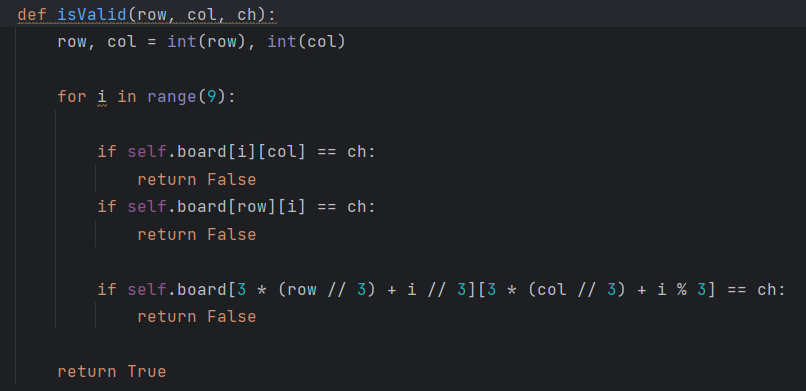 def isValid(row, col, ch):
    row, col = int(row), int(col)
    for i in range(9):
        if self.board[i][col] == ch:
            return False
        if self.board[row][i] == ch:
            return False
        if self.board[3 * (row // 3) + i // 3][3 * (col // 3) + i % 3] == ch:
            return False
    return True